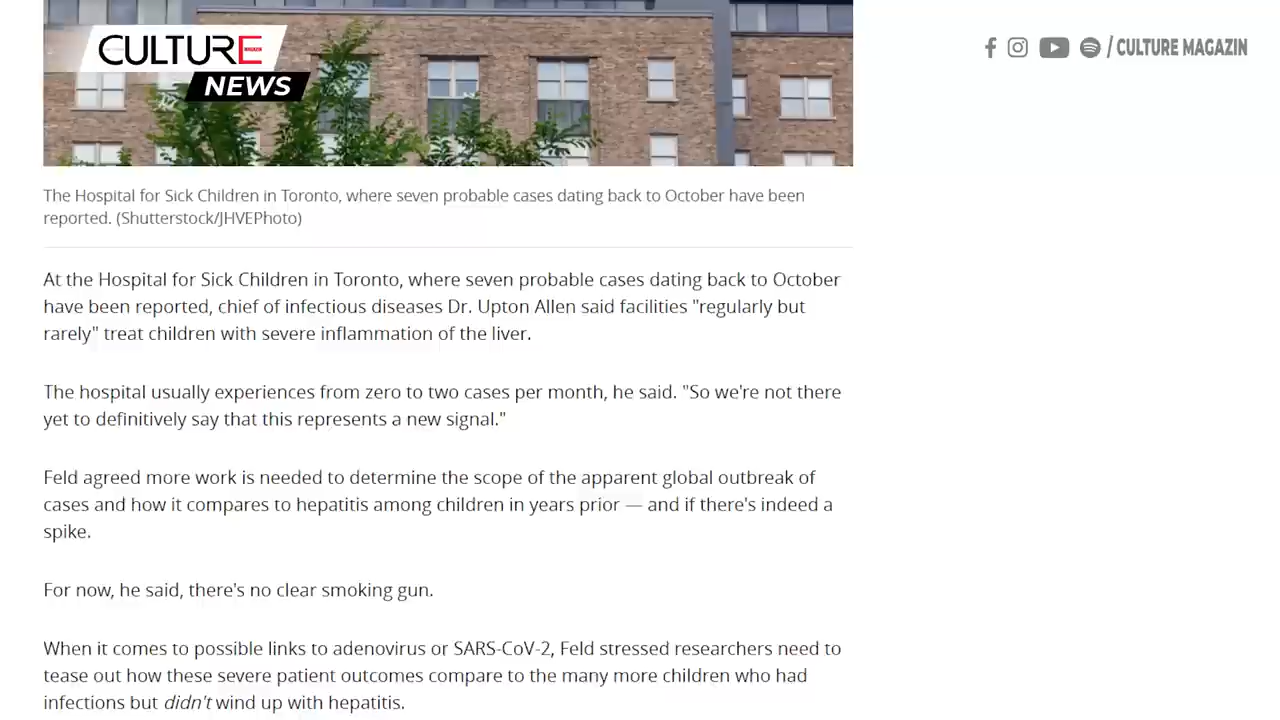 CULTURE
NEWS
/ CULTURE MAGAZIN
The Hospital for Sick Children in Toronto, where seven probable cases dating back to October have been
reported. (Shutterstock/JHVEPhoto)
At the Hospital for Sick Children in Toronto, where seven probable cases dating back to October
have been reported, chief of infectious diseases Dr. Upton Allen said facilities "regularly but
rarely" treat children with severe inflammation of the liver.
The hospital usually experiences from zero to two cases per month, he said. "So we're not there
yet to definitively say that this represents a new signal."
Feld agreed more work is needed to determine the scope of the apparent global outbreak of
cases and how it compares to hepatitis among children in years prior — and if there's indeed a
spike.
For now, he said, there's no clear smoking gun.
When it comes to possible links to adenovirus or SARS-CoV-2, Feld stressed researchers need to
tease out how these severe patient outcomes compare to the many more children who had
infections but didn't wind up with hepatitis.